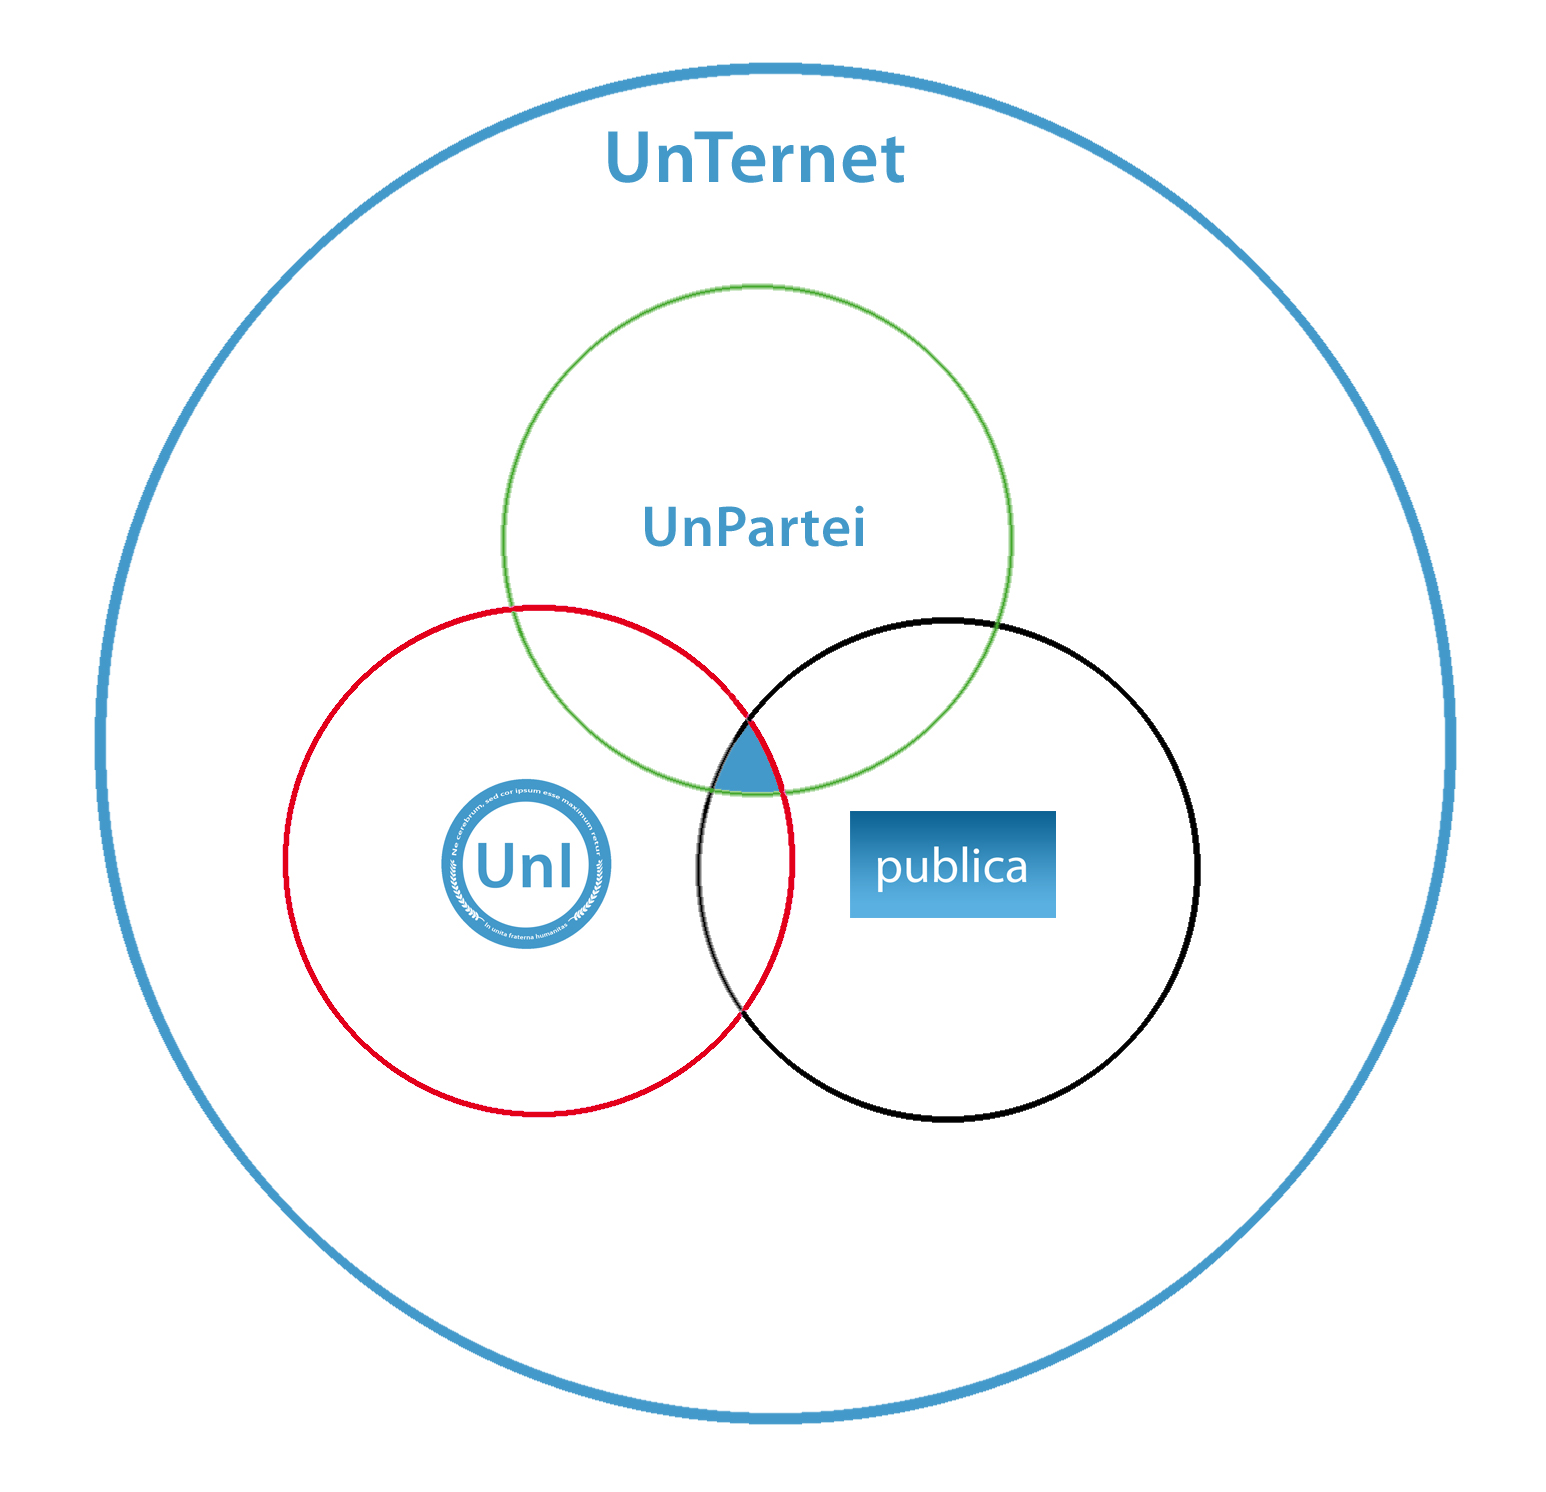 UnTernet
UnPartei
Ne cerebrum, sed cor ipsum esse maximum retur
UnI
In unita fraterna humanitas
publica